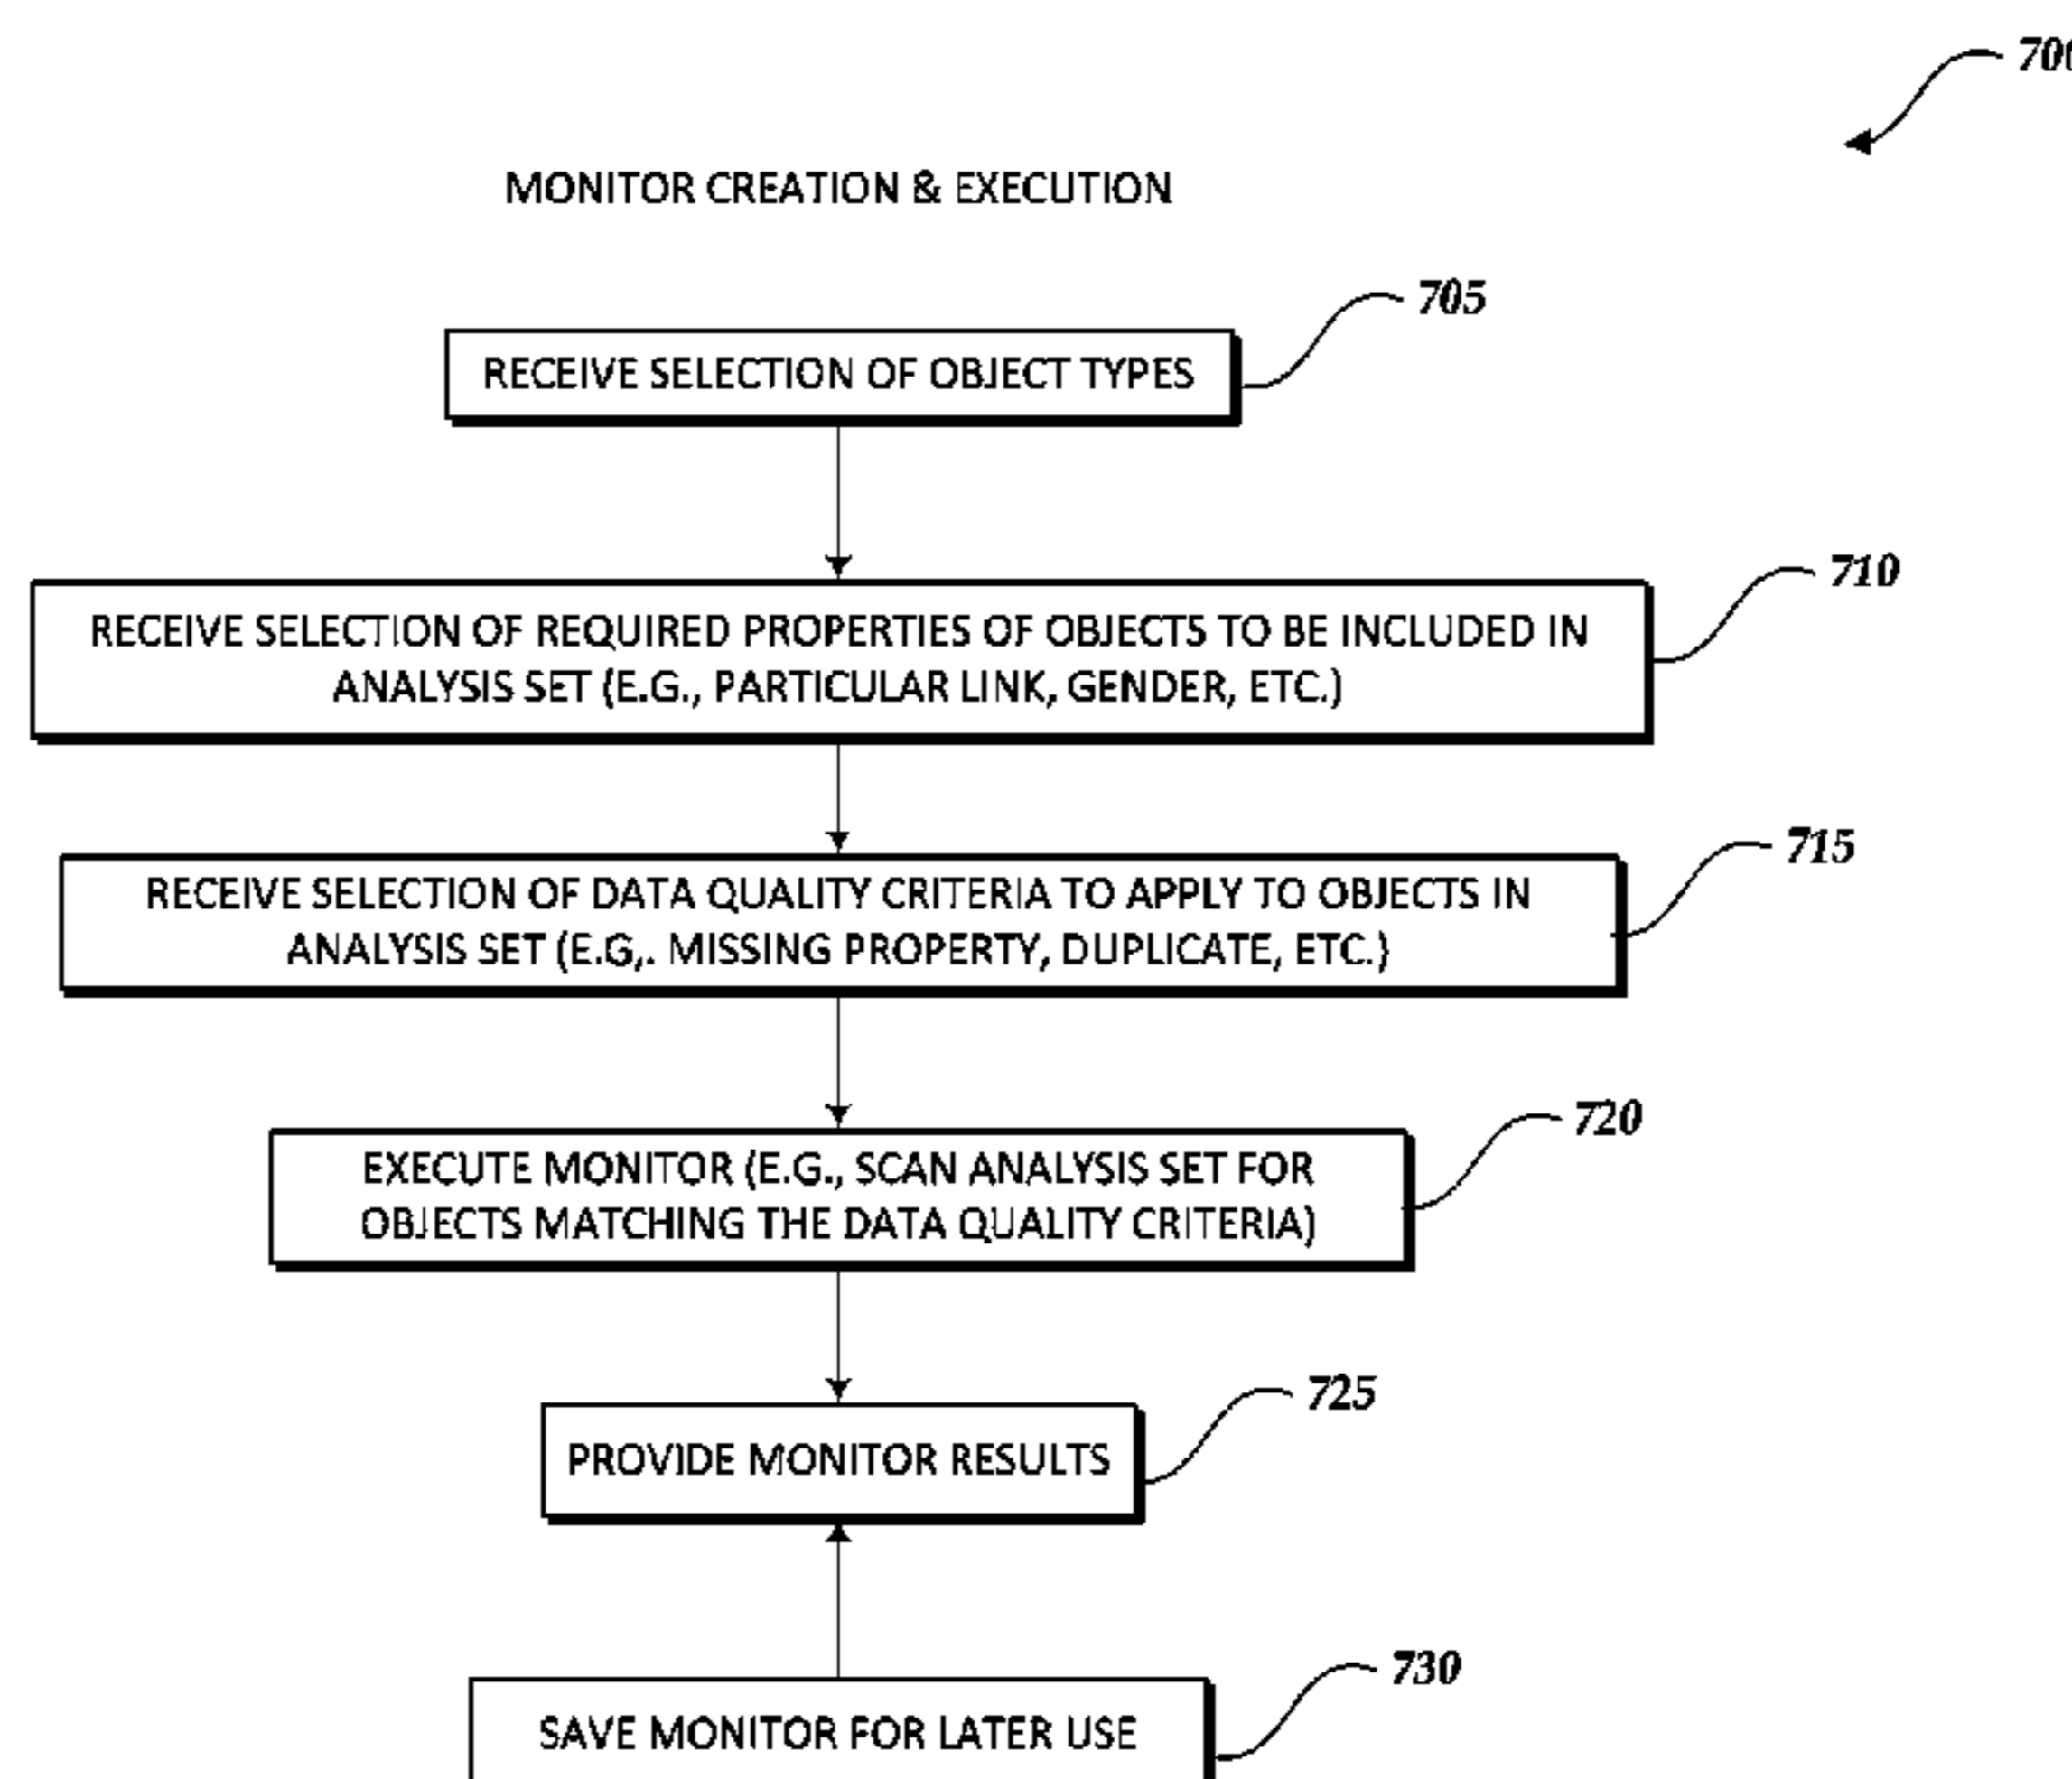 700
MONITOR CREATION & EXECUTION
705
RECEIVE SELECTION OF OBJECT TYPES
710
RECEIVE SELECTION OF REQUIRED PROPERTIES OF OBJECTS TO BE INCLUDED IN
ANALYSIS SET (E.G., PARTICULAR LINK, GENDER, ETC.)
715
RECEIVE SELECTION OF DATA QUALITY CRITERIA TO APPLY TO OBJECTS IN
ANALYSIS SET (E.G,. MISSING PROPERTY, DUPLICATE, ETC.)
720
EXECUTE MONITOR (E.G., SCAN ANALYSIS SET FOR
OBJECTS MATCHING THE DATA QUALITY CRITERIA)
725
PROVIDE MONITOR RESULTS
730
SAVE MONITOR FOR LATER USE